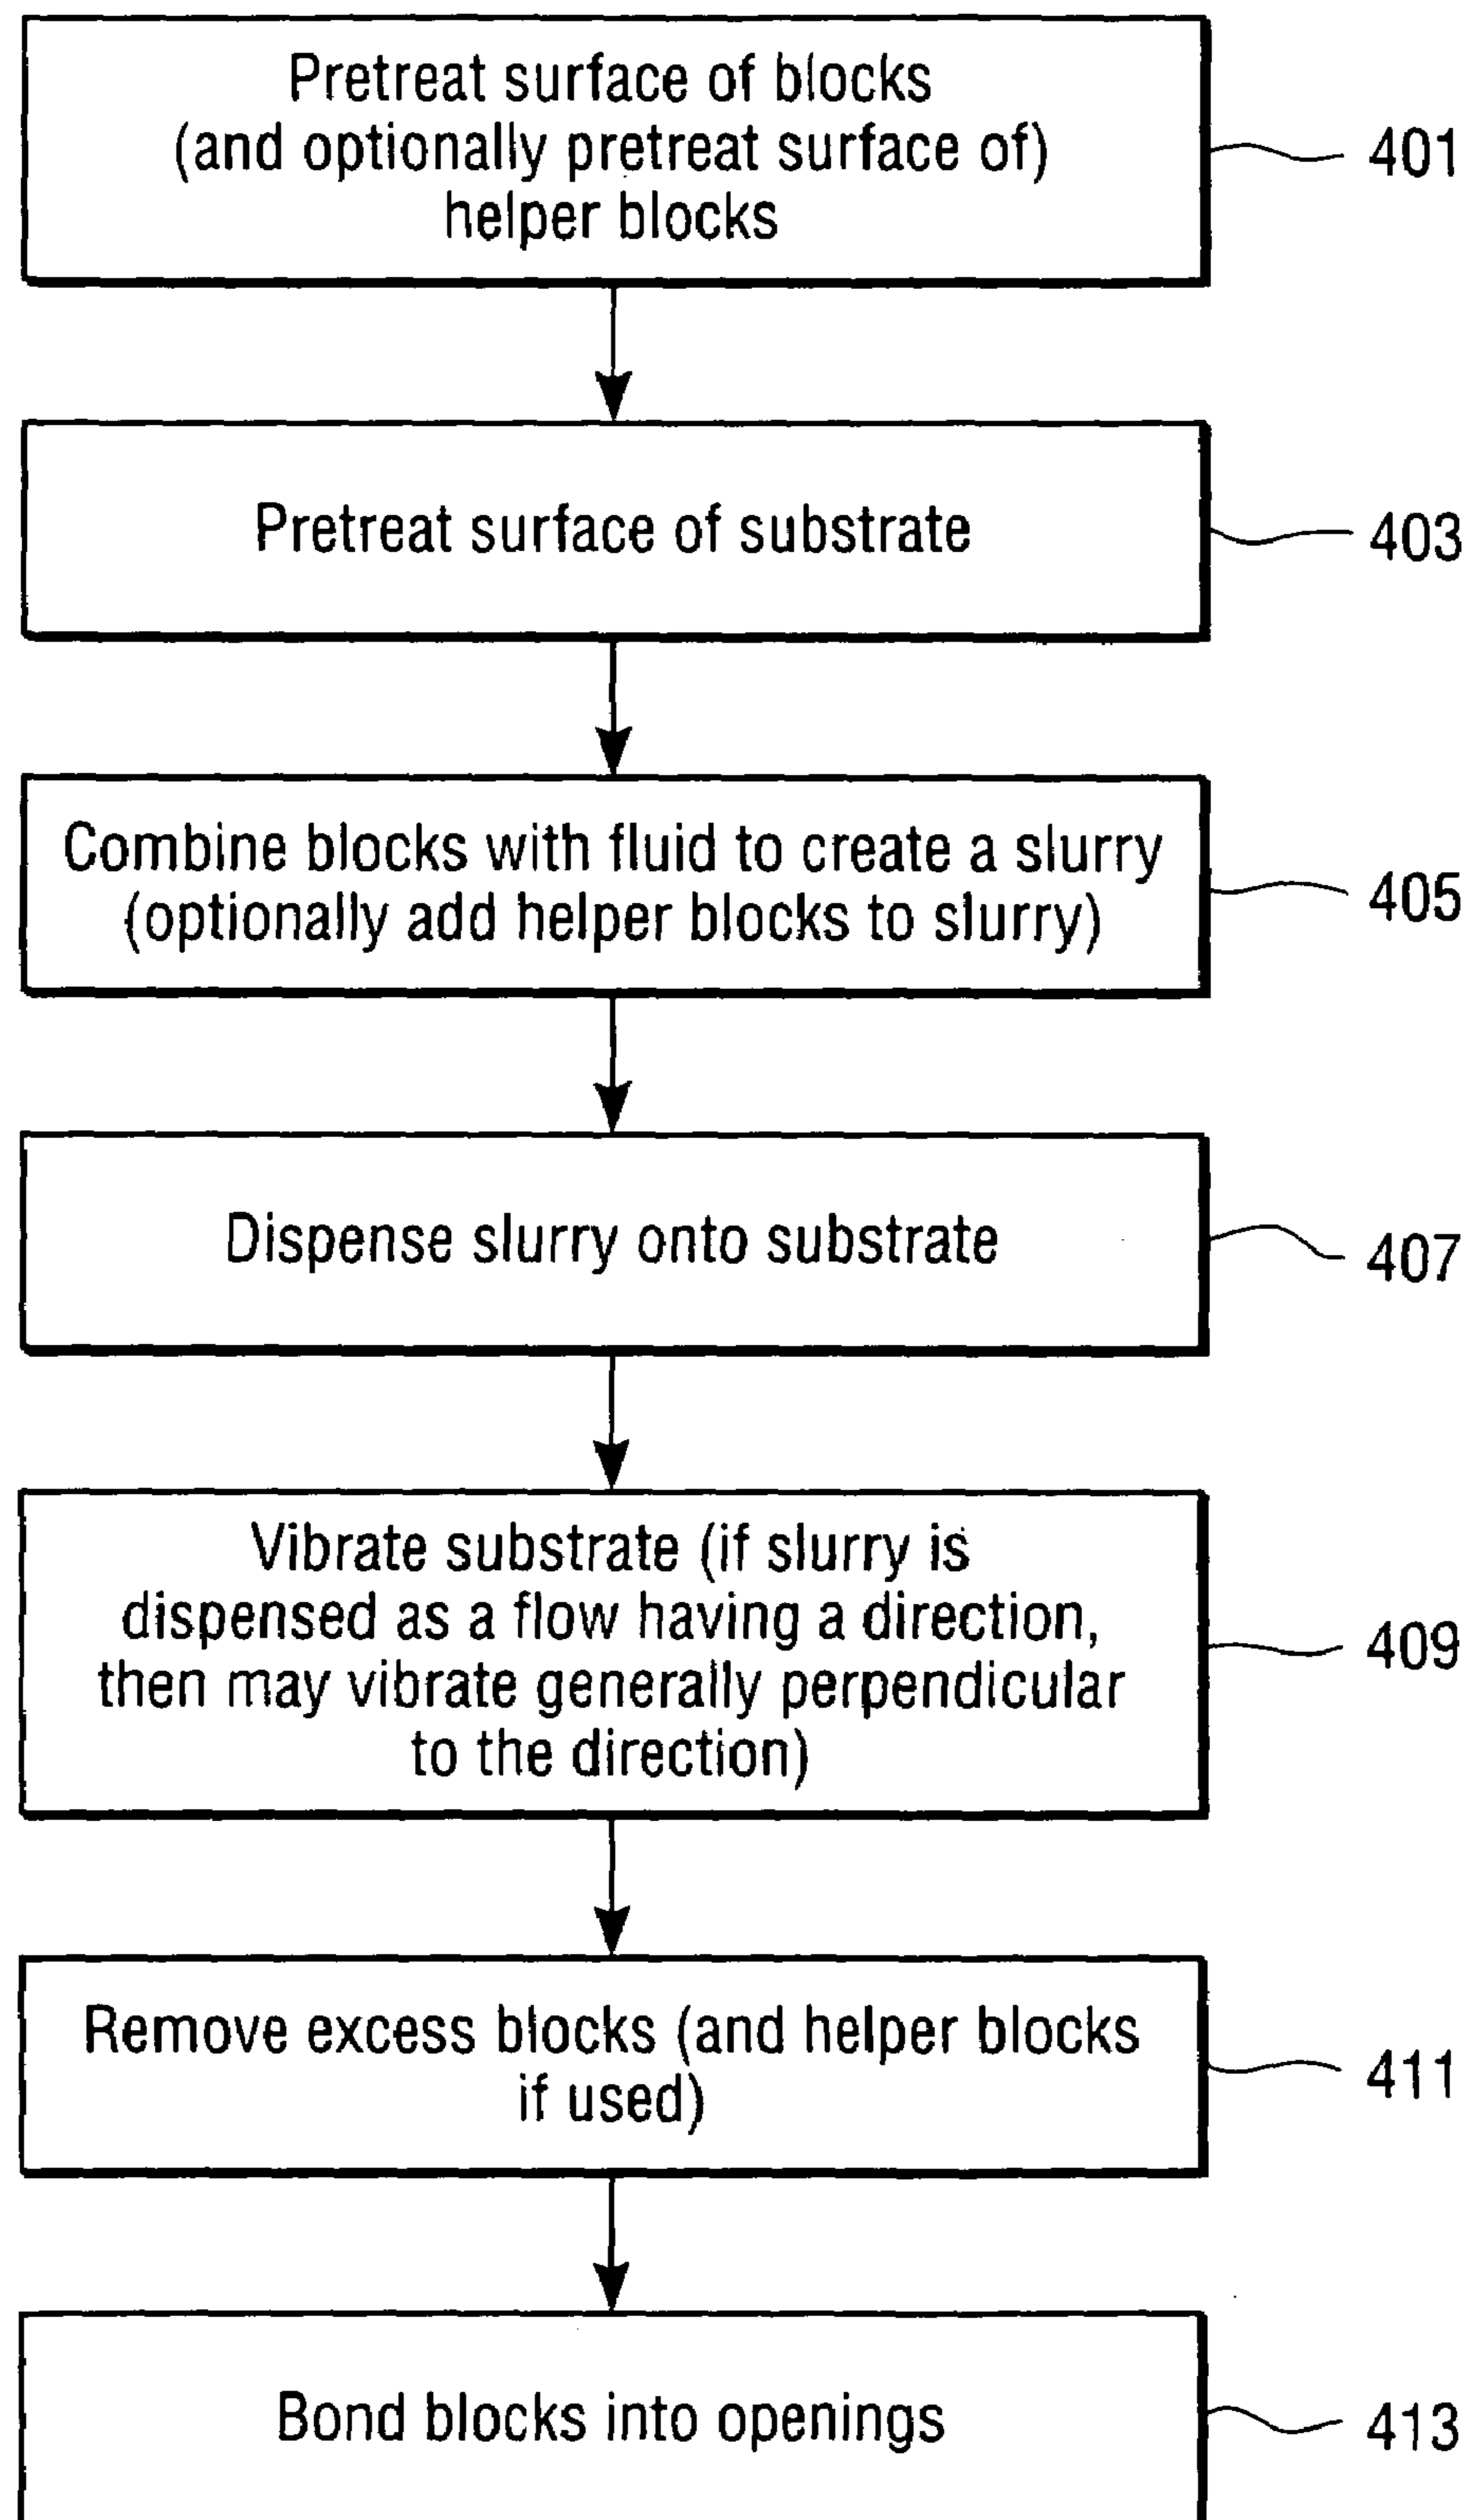 Pretreat surface of blocks
(and optionally pretreat surface of)
helper blocks
401
Pretreat surface of substrate
403
Combine blocks with fluid to create a slurry
(optionally add helper blocks to slurry)
405
Dispense slurry onto substrate
407
Vibrate substrate (if slurry is
dispensed as a flow having a direction,
then may vibrate generally perpendicular
to the direction)
409
Remove excess blocks (and helper blocks
if used)
411
Bond blocks into openings
413